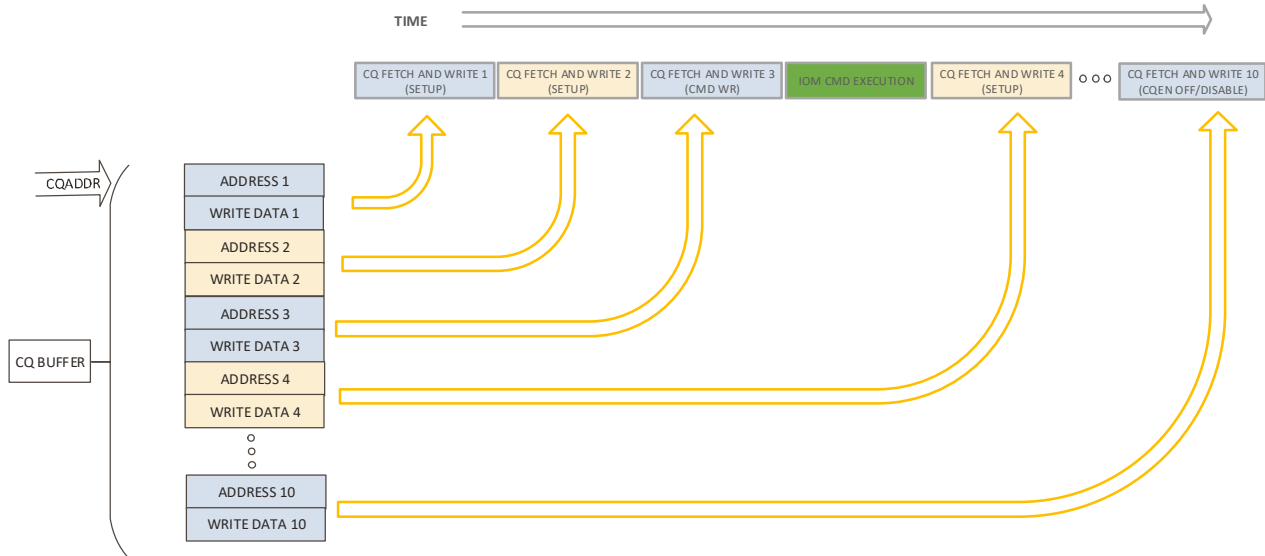 TIME
CQ FETCH AND WRITE 1
(SETUP)
CQ FETCH AND WRITE 2
(SETUP)
CQ FETCH AND WRITE 3
(CMD WR)
IOM CMD EXECUTION
CQ FETCH AND WRITE 4
(SETUP)
CQ FETCH AND WRITE 10
(CQEN OFF/DISABLE)
CQADDR
ADDRESS 1
WRITE DATA 1
ADDRESS 2
WRITE DATA 2
ADDRESS 3
WRITE DATA 3
CQ BUFFER
ADDRESS 4
WRITE DATA 4
ADDRESS 10
WRITE DATA 10